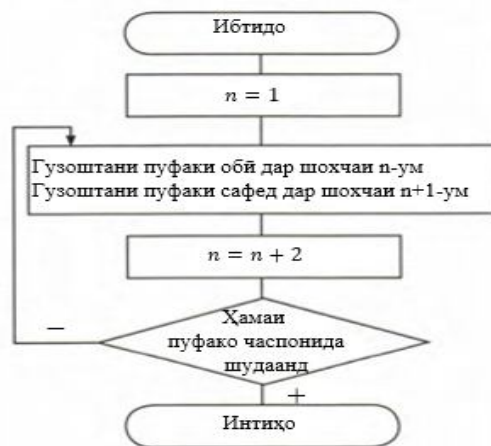 Ибтидо
n = 1
Гузоштани пуфаки обӣ дар шохчаи n-ум
Гузоштани пуфаки сафед дар шохчаи n+1-ум
n = n + 2
Ҳамаи
пуфако часпонида
шудаанд
−
+
Интиҳо